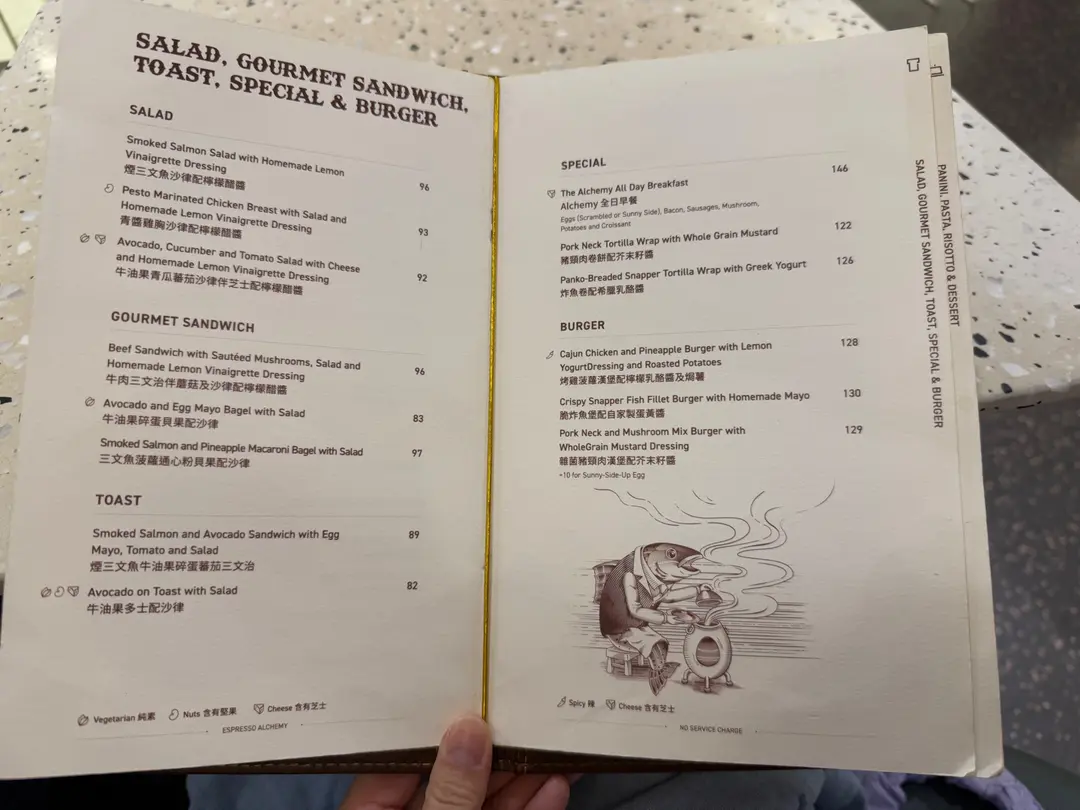 SALAD, GOURMET SANDWICH,
TOAST, SPECIAL & BURGER
SALAD
Smoked Salmon Salad with Homemade Lemon
Vinaigrette Dressing 96
煙三文魚沙律配檸檬醋醬
Pesto Marinated Chicken Breast with Salad and
Homemade Lemon Vinaigrette Dressing 93
青醬雞胸沙律配檸檬醋醬
Avocado, Cucumber and Tomato Salad with Cheese
and Homemade Lemon Vinaigrette Dressing 92
牛油果青瓜蕃茄沙律伴芝士配檸檬醋醬
GOURMET SANDWICH
Beef Sandwich with Sautéed Mushrooms, Salad and
Homemade Lemon Vinaigrette Dressing 96
牛肉三文治伴蘑菇及沙律配檸檬醋醬
Avocado and Egg Mayo Bagel with Salad 83
牛油果碎蛋貝果配沙律
Smoked Salmon and Pineapple Macaroni Bagel with Salad 97
三文魚菠蘿通心粉貝果配沙律
TOAST
Smoked Salmon and Avocado Sandwich with Egg 89
Mayo, Tomato and Salad
煙三文魚牛油果碎蛋蕃茄三文治
Avocado on Toast with Salad 82
牛油果多士配沙律
Vegetarian 純素 Nuts 含有堅果 Cheese 含有芝士
ESPRESSO ALCHEMY
SPECIAL
The Alchemy All Day Breakfast 146
Alchemy 全日早餐
Eggs (Scrambled or Sunny Side), Bacon, Sausages, Mushroom,
Potatoes and Croissant
Pork Neck Tortilla Wrap with Whole Grain Mustard 122
豬頸肉卷餅配芥末籽醬
Panko-Breaded Snapper Tortilla Wrap with Greek Yogurt 126
炸魚卷配希臘乳酪醬
BURGER
Cajun Chicken and Pineapple Burger with Lemon 128
YogurtDressing and Roasted Potatoes
烤雞菠蘿漢堡配檸檬乳酪醬及焗薯
Crispy Snapper Fish Fillet Burger with Homemade Mayo 130
脆炸魚堡配自家製蛋黃醬
Pork Neck and Mushroom Mix Burger with 129
WholeGrain Mustard Dressing
雜菌豬頸肉漢堡配芥末籽醬
+10 for Sunny-Side-Up Egg
Spicy 辣 Cheese 含有芝士
NO SERVICE CHARGE
SALAD, GOURMET SANDWICH, TOAST, SPECIAL & BURGER
PANINI, PASTA, RISOTTO & DESSERT